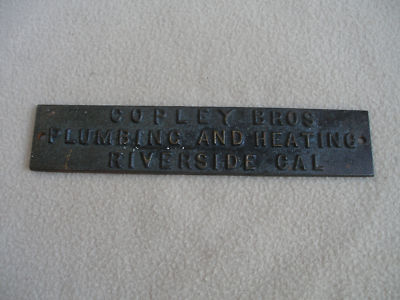 COPLEY BROS.
PLUMBING AND HEATING
RIVERSIDE CAL